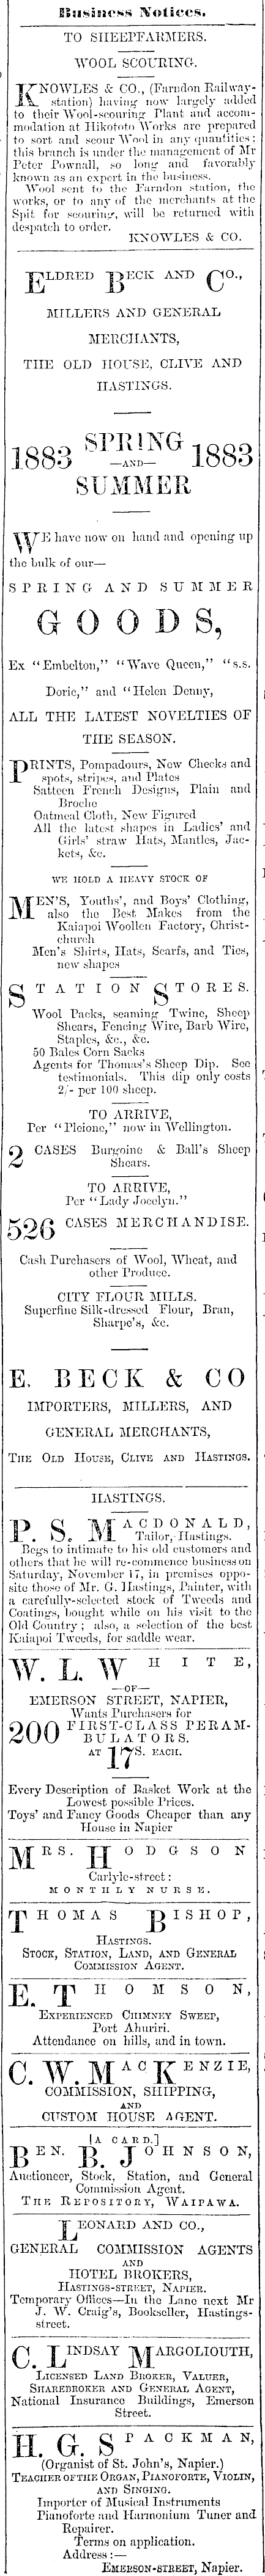 Business Notices.
TO SHEEPFARMERS.
WOOL SCOURING.
KNOWLES & CO., (Farndon Railway-
station) having now largely added
to their Wool-scouring Plant and accom-
modation at Hikototo Works are prepared
to sort and scour Wool in any quantities;
this branch is under the management of Mr
Peter Pownall, so long and favorably
known as an expert in the business.
Wool sent to the Farndon station, the
works, or to any of the merchants at the
Spit for scouring, will be returned with
despatch to order.
KNOWLES & CO.
ELDRED BECK AND CO.,
MILLERS AND GENERAL
MERCHANTS,
THE OLD HOUSE, CLIVE AND
HASTINGS.
1883 SPRING —AND— 1883
SUMMER
WE have now on hand and opening up
the bulk of our—
SPRING AND SUMMER
GOODS,
Ex "Embelton," "Wave Queen," "s.s.
Doric," and "Helen Denny,
ALL THE LATEST NOVELTIES OF
THE SEASON.
PRINTS, Pompadours, New Checks and
spots, stripes, and Plates
Satteen French Designs, Plain and
Broche
Oatmeal Cloth, New Figured
All the latest shapes in Ladies' and
Girls' straw Hats, Mantles, Jac-
kets, &c.
WE HOLD A HEAVY STOCK OF
MEN'S, Youths', and Boys' Clothing,
also the Best Makes from the
Kaiapoi Woollen Factory, Christ-
church
Men's Shirts, Hats, Scarfs, and Ties,
new shapes
STATION STORES.
Wool Packs, seaming Twine, Sheep
Shears, Fencing Wire, Barb Wire,
Staples, &c., &c.
50 Bales Corn Sacks
Agents for Thomas's Sheep Dip. See
testimonials. This dip only costs
2/- per 100 sheep.
TO ARRIVE,
Per "Pleione," now in Wellington.
2 CASES Burgoine & Ball's Sheep
Shears.
TO ARRIVE,
Per "Lady Jocelyn."
526 CASES MERCHANDISE.
Cash Purchasers of Wool, Wheat, and
other Produce.
CITY FLOUR MILLS.
Superfine Silk-dressed Flour, Bran,
Sharpe's, &c.
E. BECK & CO
IMPORTERS, MILLERS, AND
GENERAL MERCHANTS,
THE OLD HOUSE, CLIVE AND HASTINGS.
HASTINGS.
P. S. MACDONALD,
Tailor, Hastings.
Begs to intimate to his old customers and
others that he will re-commence business on
Saturday, November 17, in premises oppo-
site those of Mr. G. Hastings, Painter, with
a carefully-selected stock of Tweeds and
Coatings, bought while on his visit to the
Old Country; also, a selection of the best
Kaiapoi Tweeds, for saddle wear.
W. L. WHITE,
—OF—
EMERSON STREET, NAPIER,
Wants Purchasers for
200 FIRST-CLASS PERAM-
BULATORS.
AT 17S. EACH.
Every Description of Basket Work at the
Lowest possible Prices.
Toys' and Fancy Goods Cheaper than any
House in Napier
MRS. HODGSON
Carlyle-street:
MONTHLY NURSE.
THOMAS BISHOP,
HASTINGS.
STOCK, STATION, LAND, AND GENERAL
COMMISSION AGENT.
E. THOMSON,
EXPERIENCED CHIMNEY SWEEP,
Port Ahuriri.
Attendance on hills, and in town.
C. W. MACKENZIE,
COMMISSION, SHIPPING,
AND
CUSTOM HOUSE AGENT.
[A CARD.]
BEN. B. JOHNSON,
Auctioneer, Stock, Station, and General
Commission Agent.
THE REPOSITORY, WAIPAWA.
LEONARD AND CO.,
GENERAL COMMISSION AGENTS
AND
HOTEL BROKERS,
HASTINGS-STREET, NAPIER.
Temporary Offices—In the Lane next Mr
J. W. Craig's, Bookseller, Hastings-
street.
C. LINDSAY MARGOLIOUTH,
LICENSED LAND BROKER, VALUER,
SHAREBROKER AND GENERAL AGENT,
National Insurance Buildings, Emerson
Street.
H. G. SPACKMAN,
(Organist of St. John's, Napier.)
TEACHER OF THE ORGAN, PIANOFORTE, VIOLIN,
AND SINGING.
Importer of Musical Instruments
Pianoforte and Harmonium Tuner and
Repairer.
Terms on application.
Address:—
EMERSON-STREET, Napier.